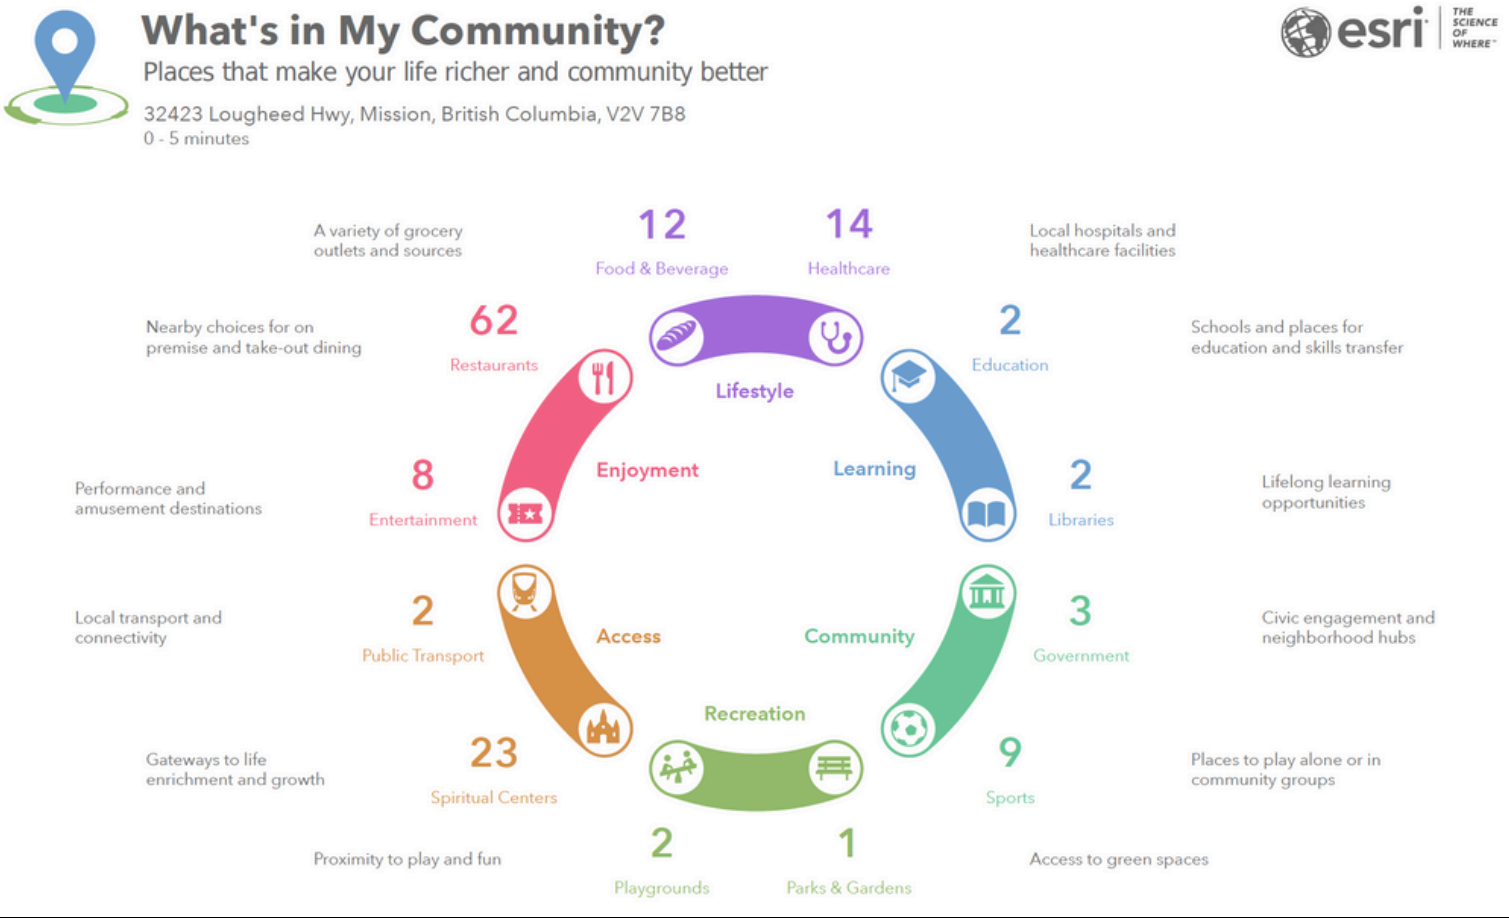 What's in My Community?
Places that make your life richer and community better
32423 Lougheed Hwy, Mission, British Columbia, V2V 7B8
0 - 5 minutes
esri
THE
SCIENCE
OF
WHERE™
A variety of grocery
outlets and sources
12
Food & Beverage
14
Healthcare
Local hospitals and
healthcare facilities
Nearby choices for on
premise and take-out dining
62
Restaurants
Lifestyle
2
Education
Schools and places for
education and skills transfer
Performance and
amusement destinations
8
Entertainment
Enjoyment
Learning
2
Libraries
Lifelong learning
opportunities
Local transport and
connectivity
2
Public Transport
Access
Community
3
Government
Civic engagement and
neighborhood hubs
Gateways to life
enrichment and growth
23
Spiritual Centers
Recreation
9
Sports
Places to play alone or in
community groups
Proximity to play and fun
2
Playgrounds
1
Parks & Gardens
Access to green spaces